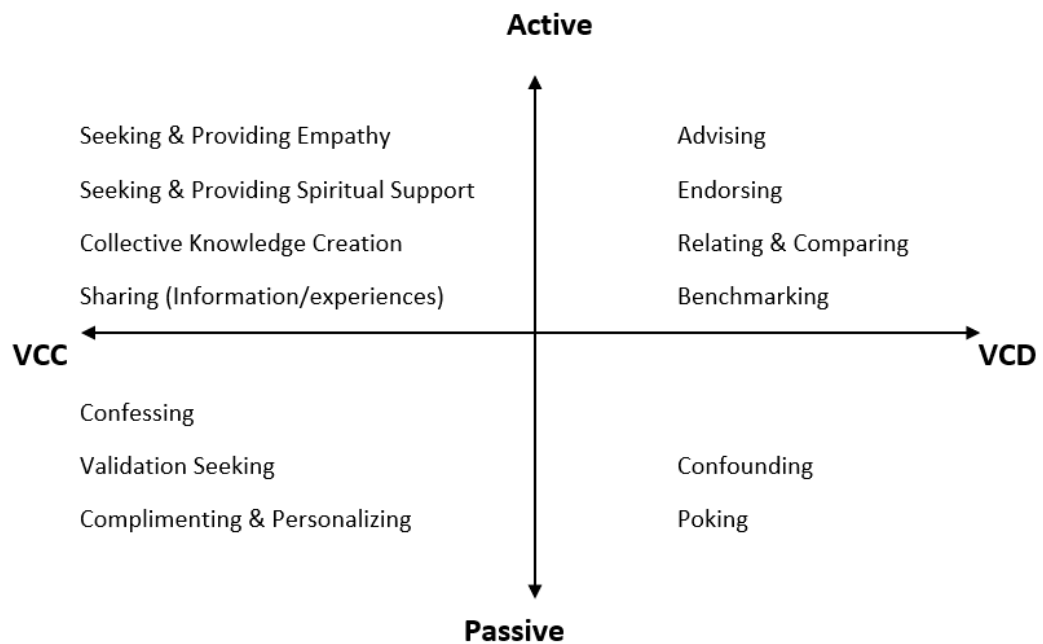 Active
Seeking & Providing Empathy
Seeking & Providing Spiritual Support
Collective Knowledge Creation
Sharing (Information/experiences)
Advising
Endorsing
Relating & Comparing
Benchmarking
VCC
VCD
Confessing
Validation Seeking
Complimenting & Personalizing
Confounding
Poking
Passive